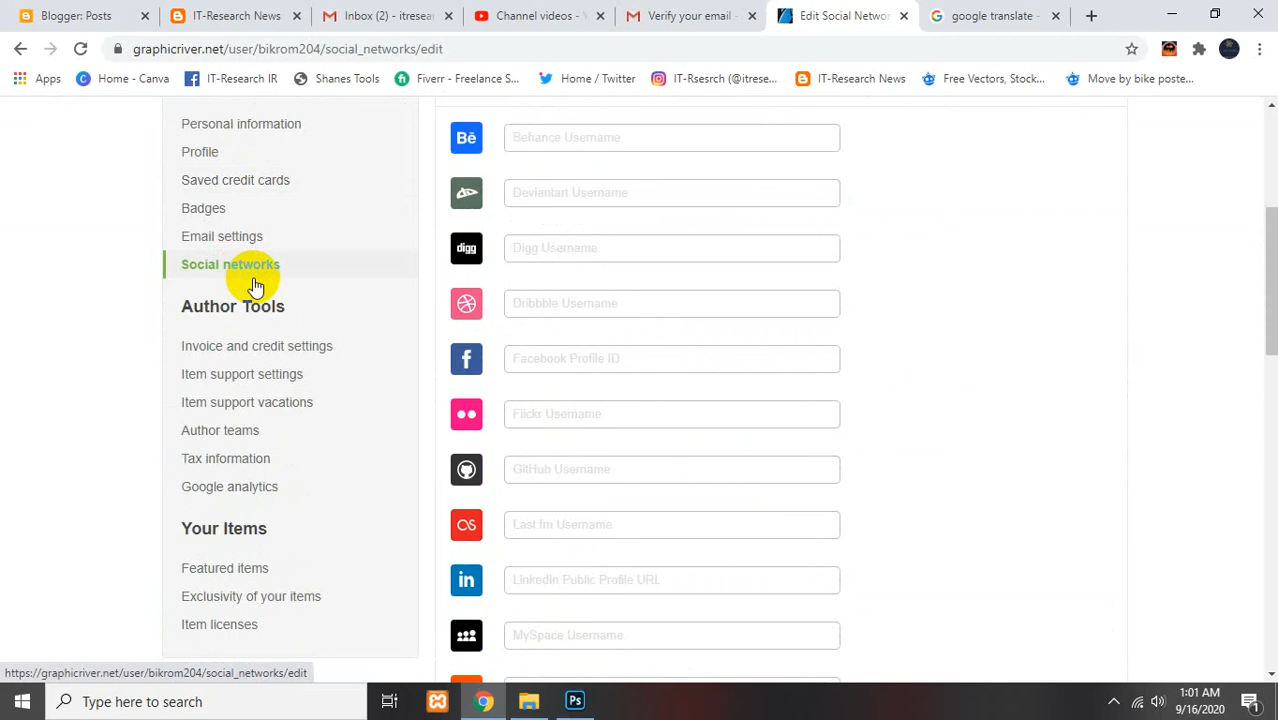 Blogger: Posts
IT-Research News
Inbox (2) - itresear
Channel videos - Y
Verify your email -
Edit Social Networ
google translate -
graphicriver.net/user/bikrom204/social_networks/edit
Apps
Home - Canva
IT-Research IR
Shanes Tools
Fiverr - Freelance S...
Home / Twitter
IT-Rsesrch (@itrese...
IT-Research News
Free Vectors, Stock...
Move by bike poste...
Personal information
Profile
Saved credit cards
Badges
Email settings
Social networks
Author Tools
Invoice and credit settings
Item support settings
Item support vacations
Author teams
Tax information
Google analytics
Your Items
Featured items
Exclusivity of your items
Item licenses
Bē
Behance Username
Deviantart Username
digg
Digg Username
Dribbble Username
f
Facebook Profile ID
Flickr Username
GitHub Username
Last fm Username
in
LinkedIn Public Profile URL
MySpace Username
https://graphicriver.net/user/bikrom204/social_networks/edit
Type here to search
Ps
1:01 AM
9/16/2020
1